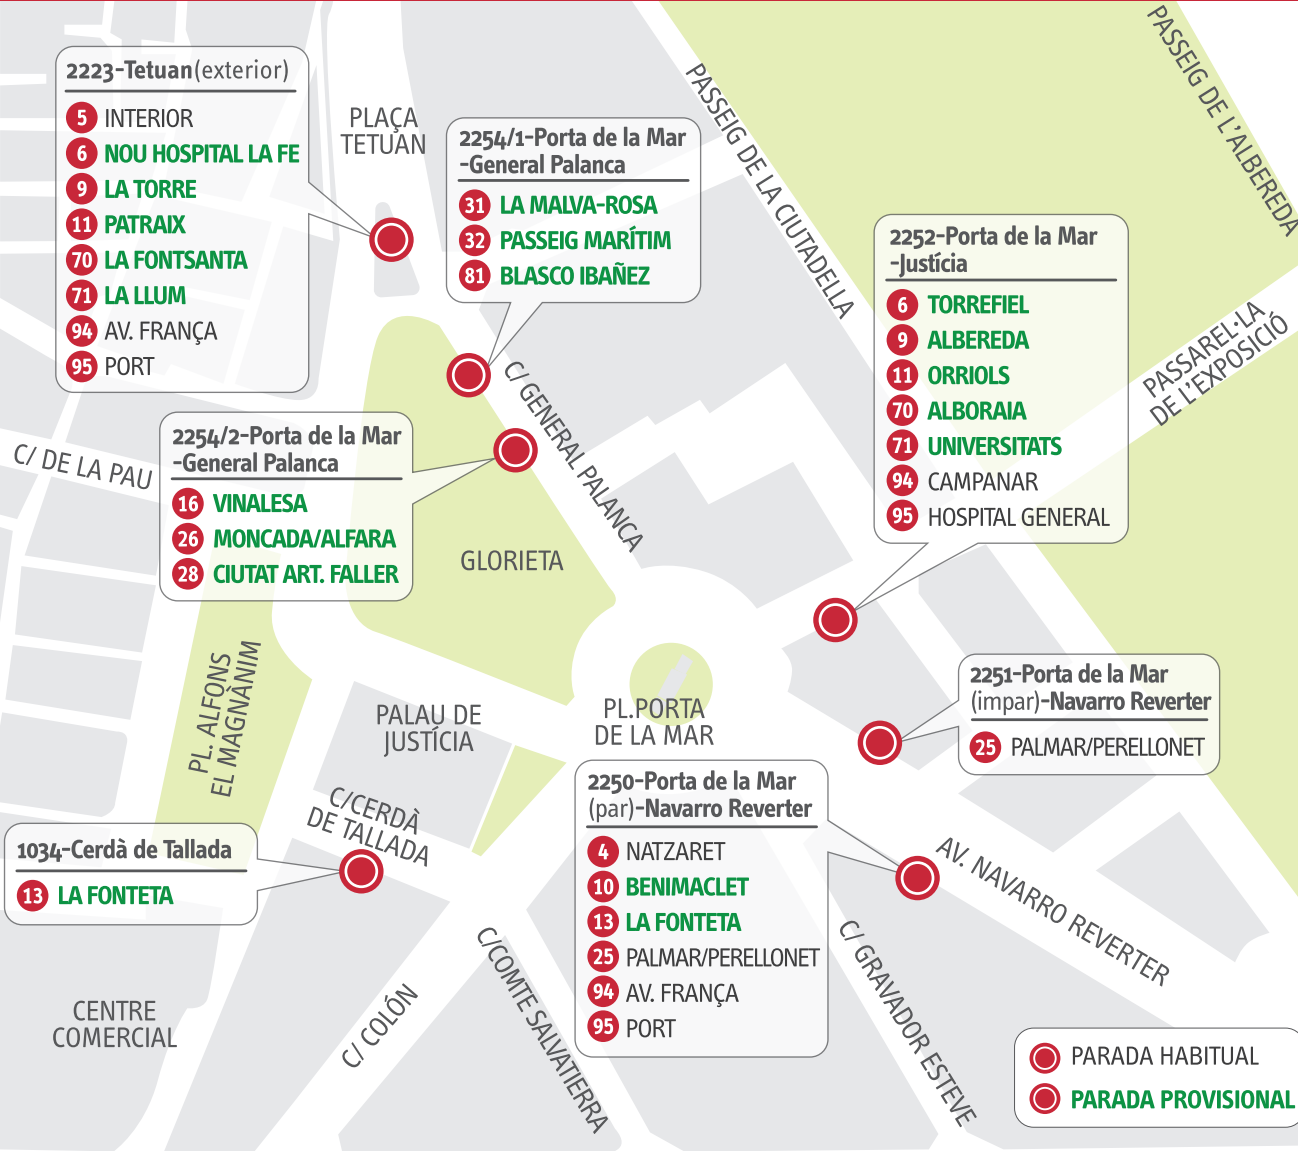 2223-Tetuan(exterior)
5 INTERIOR
6 NOU HOSPITAL LA FE
9 LA TORRE
11 PATRAIX
70 LA FONTSANTA
71 LA LLUM
94 AV. FRANÇA
95 PORT
PLAÇA
TETUAN
2254/1-Porta de la Mar
-General Palanca
31 LA MALVA-ROSA
32 PASSEIG MARÍTIM
81 BLASCO IBAÑEZ
PASSEIG DE LA CIUTADELLA
PASSEIG DE L'ALBEREDA
2252-Porta de la Mar
-Justícia
6 TORREFIEL
9 ALBEREDA
11 ORRIOLS
70 ALBORAIA
71 UNIVERSITATS
94 CAMPANAR
95 HOSPITAL GENERAL
PASSAREL·LA
DE L'EXPOSICIÓ
C/ GENERAL PALANCA
C/ DE LA PAU
2254/2-Porta de la Mar
-General Palanca
16 VINALESA
26 MONCADA/ALFARA
28 CIUTAT ART. FALLER
GLORIETA
PL. ALFONS
EL MAGNÀNIM
PALAU DE
JUSTÍCIA
PL.PORTA
DE LA MAR
2251-Porta de la Mar
(impar)-Navarro Reverter
25 PALMAR/PERELLONET
C/CERDÀ
DE TALLADA
1034-Cerdà de Tallada
13 LA FONTETA
2250-Porta de la Mar
(par)-Navarro Reverter
4 NATZARET
10 BENIMACLET
13 LA FONTETA
25 PALMAR/PERELLONET
94 AV. FRANÇA
95 PORT
AV. NAVARRO REVERTER
C/ GRAVADOR ESTEVE
C/COMTE SALVATIERRA
C/ COLÓN
CENTRE
COMERCIAL
PARADA HABITUAL
PARADA PROVISIONAL